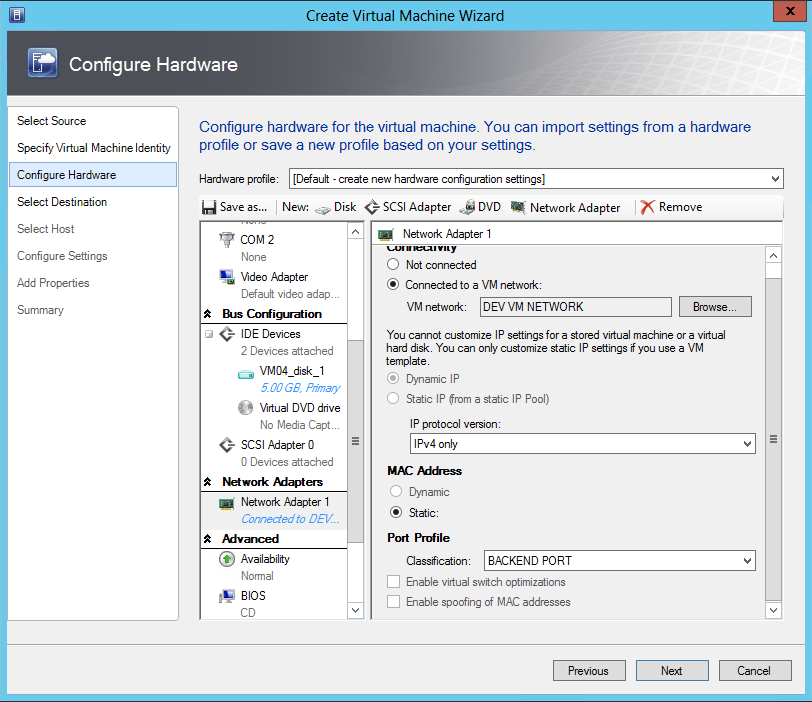 Create Virtual Machine Wizard
x
Configure Hardware
Select Source
Specify Virtual Machine Identity
Configure Hardware
Select Destination
Select Host
Configure Settings
Add Properties
Summary
Configure hardware for the virtual machine. You can import settings from a hardware
profile or save a new profile based on your settings.
Hardware profile: [Default - create new hardware configuration settings]
Save as... New: Disk SCSI Adapter DVD Network Adapter Remove
None
COM 2
None
Video Adapter
Default video adap...
Bus Configuration
IDE Devices
2 Devices attached
VM04_disk_1
5.00 GB, Primary
Virtual DVD drive
No Media Capt...
SCSI Adapter 0
0 Devices attached
Network Adapters
Network Adapter 1
Connected to DEV...
Advanced
Availability
Normal
BIOS
CD
Network Adapter 1
Connectivity
Not connected
Connected to a VM network:
VM network: DEV VM NETWORK Browse...
You cannot customize IP settings for a stored virtual machine or a virtual
hard disk. You can only customize static IP settings if you use a VM
template.
Dynamic IP
Static IP (from a static IP Pool)
IP protocol version:
IPv4 only
MAC Address
Dynamic
Static:
Port Profile
Classification: BACKEND PORT
Enable virtual switch optimizations
Enable spoofing of MAC addresses
Previous Next Cancel